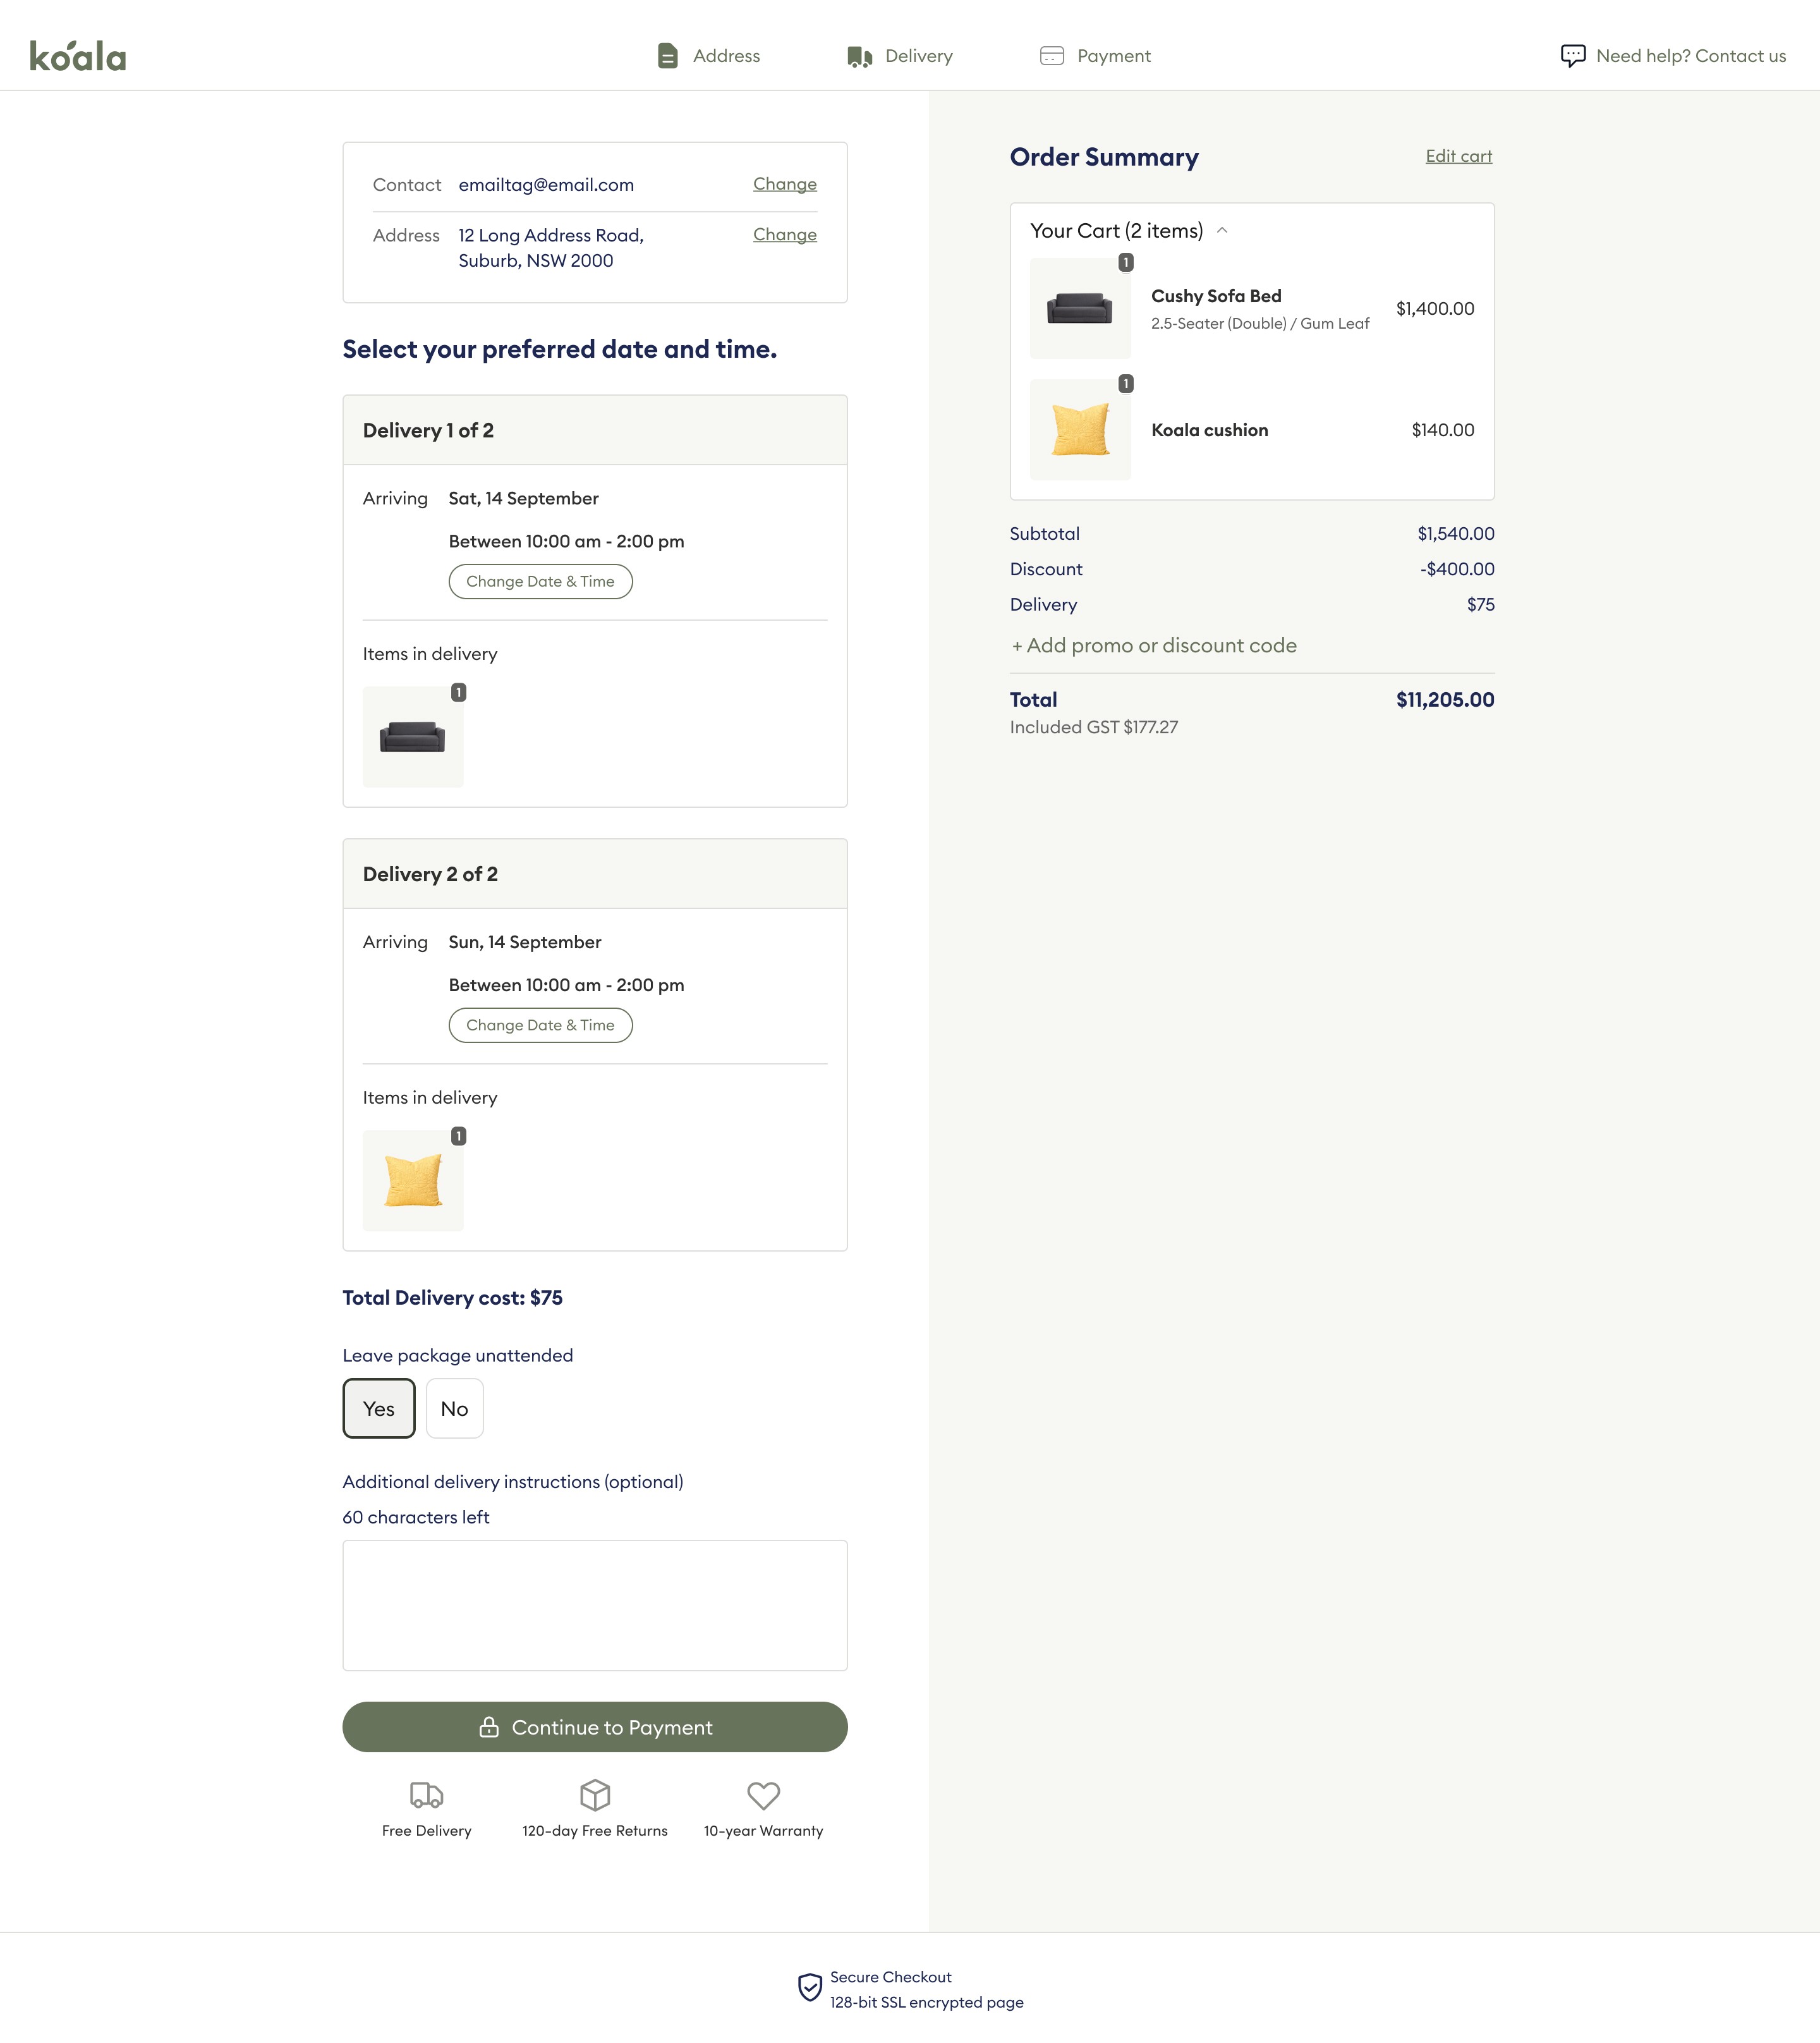 koala
Address
Delivery
Payment
Need help? Contact us
Contact emailtag@email.com Change
Address 12 Long Address Road, Change
Suburb, NSW 2000
Select your preferred date and time.
Delivery 1 of 2
Arriving Sat, 14 September
Between 10:00 am - 2:00 pm
Change Date & Time
Items in delivery
1
Delivery 2 of 2
Arriving Sun, 14 September
Between 10:00 am - 2:00 pm
Change Date & Time
Items in delivery
1
Total Delivery cost: $75
Leave package unattended
Yes No
Additional delivery instructions (optional)
60 characters left
Continue to Payment
Free Delivery
120-day Free Returns
10-year Warranty
Order Summary Edit cart
Your Cart (2 items)
1
Cushy Sofa Bed $1,400.00
2.5-Seater (Double) / Gum Leaf
1
Koala cushion $140.00
Subtotal $1,540.00
Discount -$400.00
Delivery $75
+ Add promo or discount code
Total $11,205.00
Included GST $177.27
Secure Checkout
128-bit SSL encrypted page